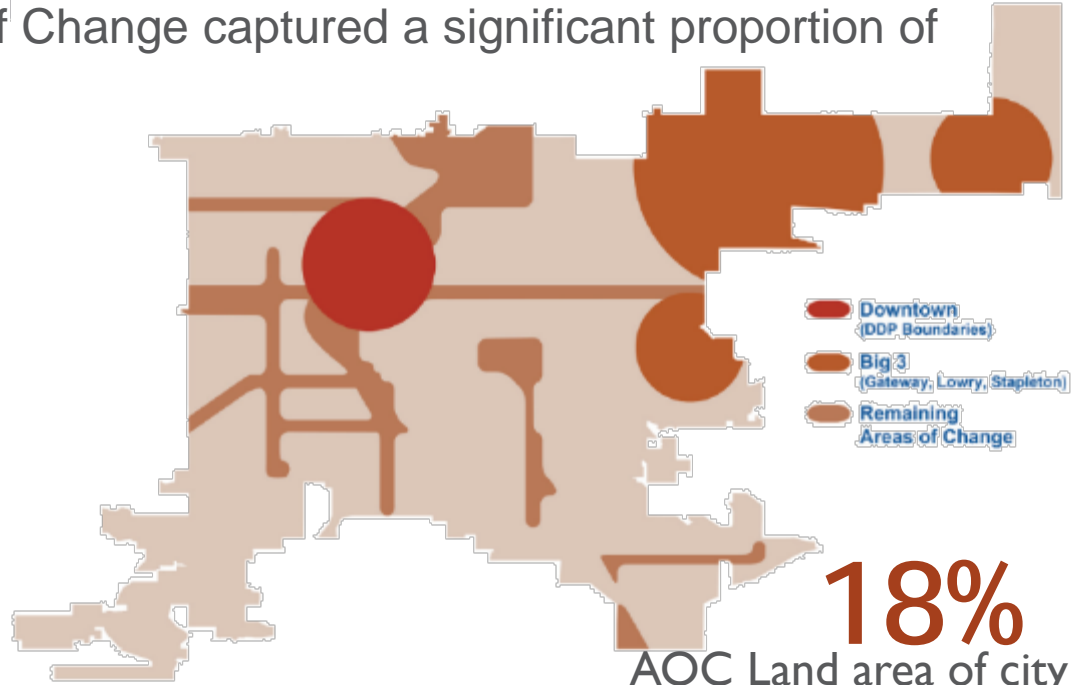 f Change captured a significant proportion of
Downtown
(DDP Boundaries)
Big 3
(Gateway, Lowry, Stapleton)
Remaining
Areas of Change
18%
AOC Land area of city